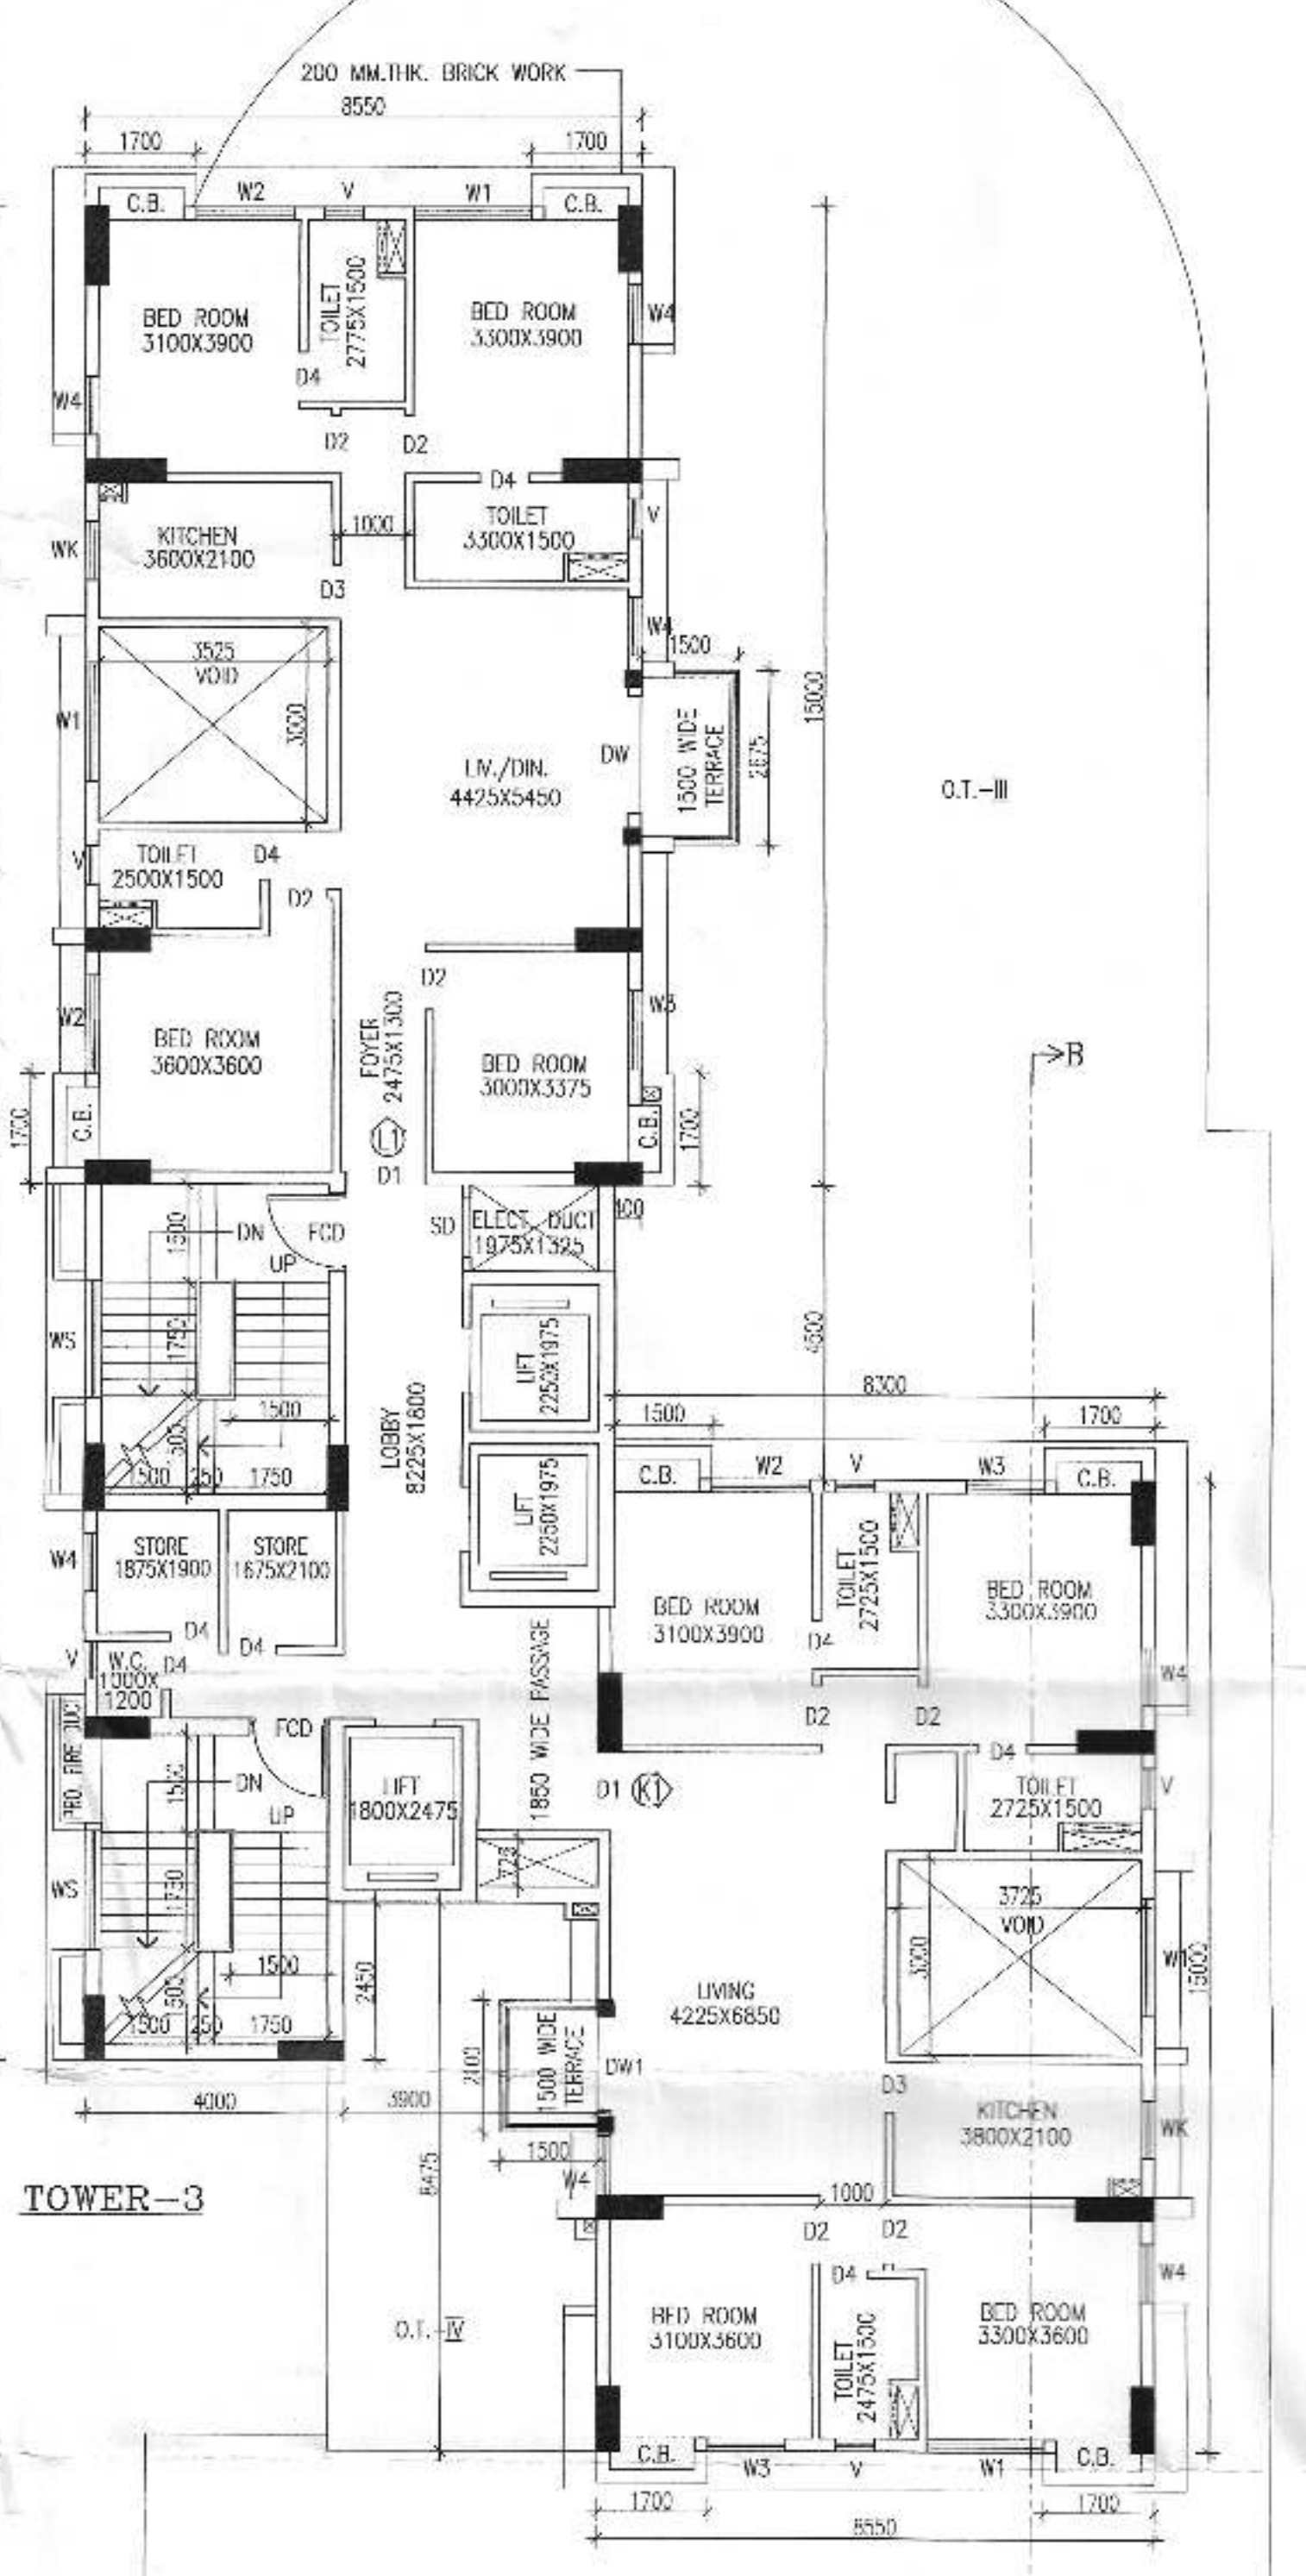 200 MM.THK. BRICK WORK
8550
1700
1700
C.B.
W2
V
W1
C.B.
BED ROOM
3100X3900
TOILET
2775X1500
BED ROOM
3300X3900
W4
D4
W4
D2
D2
D4
KITCHEN
3600X2100
1000
TOILET
3300X1500
V
WK
D3
W4
1500
3525
VOID
3000
W1
15000
LIV./DIN.
4425X5450
DW
1500 WIDE
TERRACE
2675
O.T.-III
V
TOILET
2500X1500
D4
D2
D2
W2
BED ROOM
3600X3600
FOYER
2475X1300
BED ROOM
3000X3375
W3
B
1700
C.B.
L1
D1
C.B.
1700
1500
DN
FCD
UP
SD
ELECT. DUCT
1975X1325
400
WS
1750
LIFT
2250X1975
4500
8300
1500
1500
1700
LOBBY
8225X1800
1500
250
1750
C.B.
W2
V
W3
C.B.
LIFT
2250X1975
W4
STORE
1875X1900
STORE
1675X2100
BED ROOM
3100X3900
TOILET
2725X1500
BED ROOM
3300X3900
D4
D4
D4
V
W.C.
1000X
1200
D4
1850 WIDE PASSAGE
W4
PRO. FIRE DUCT
FCD
D2
D2
D4
1500
DN
UP
LIFT
1800X2475
D1
K1
TOILET
2725X1500
V
WS
1750
725
3725
VOID
3000
W1
15000
1500
1500
250
1750
2450
LIVING
4225X6850
2100
1500 WIDE
TERRACE
DW1
D3
4000
3900
KITCHEN
3800X2100
WK
1500
W4
8475
TOWER-3
1000
D2
D2
D4
W4
O.T.-IV
BED ROOM
3100X3600
TOILET
2475X1500
BED ROOM
3300X3600
C.B.
W3
V
W1
C.B.
1700
1700
8550